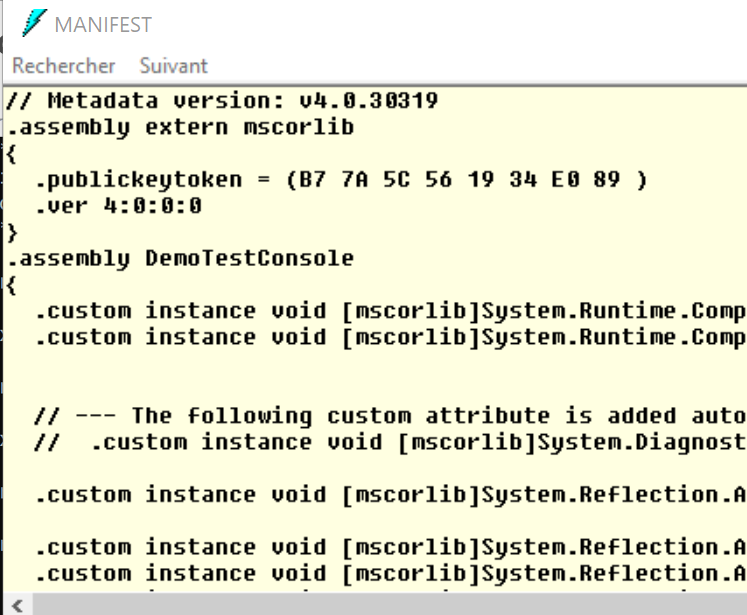 MANIFEST
Rechercher Suivant
// Metadata version: v4.0.30319
.assembly extern mscorlib
{
  .publickeytoken = (B7 7A 5C 56 19 34 E0 89 )
  .ver 4:0:0:0
}
.assembly DemoTestConsole
{
  .custom instance void [mscorlib]System.Runtime.Comp
  .custom instance void [mscorlib]System.Runtime.Comp
  // --- The following custom attribute is added auto
  //  .custom instance void [mscorlib]System.Diagnost
  .custom instance void [mscorlib]System.Reflection.A
  .custom instance void [mscorlib]System.Reflection.A
  .custom instance void [mscorlib]System.Reflection.A